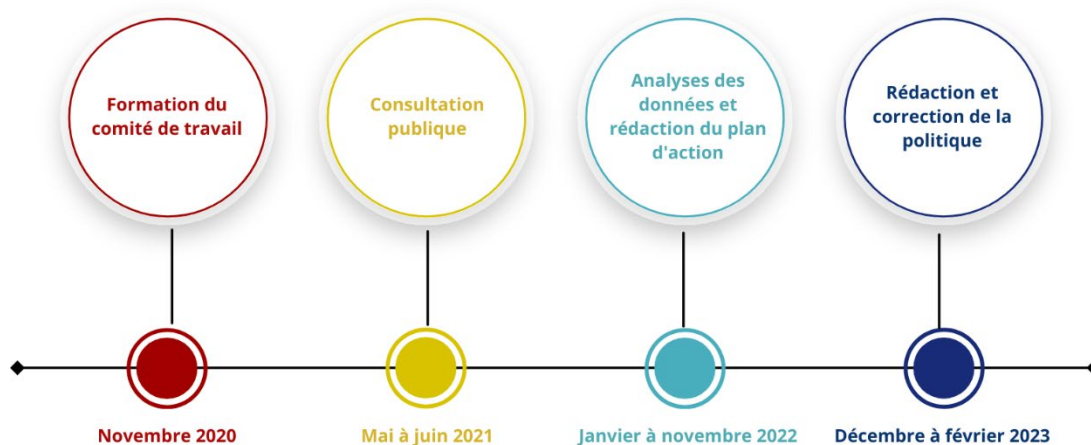 Formation du
comité de travail
Consultation
publique
Analyses des
données et
rédaction du plan
d'action
Rédaction et
correction de la
politique
Novembre 2020
Mai à juin 2021
Janvier à novembre 2022
Décembre à février 2023